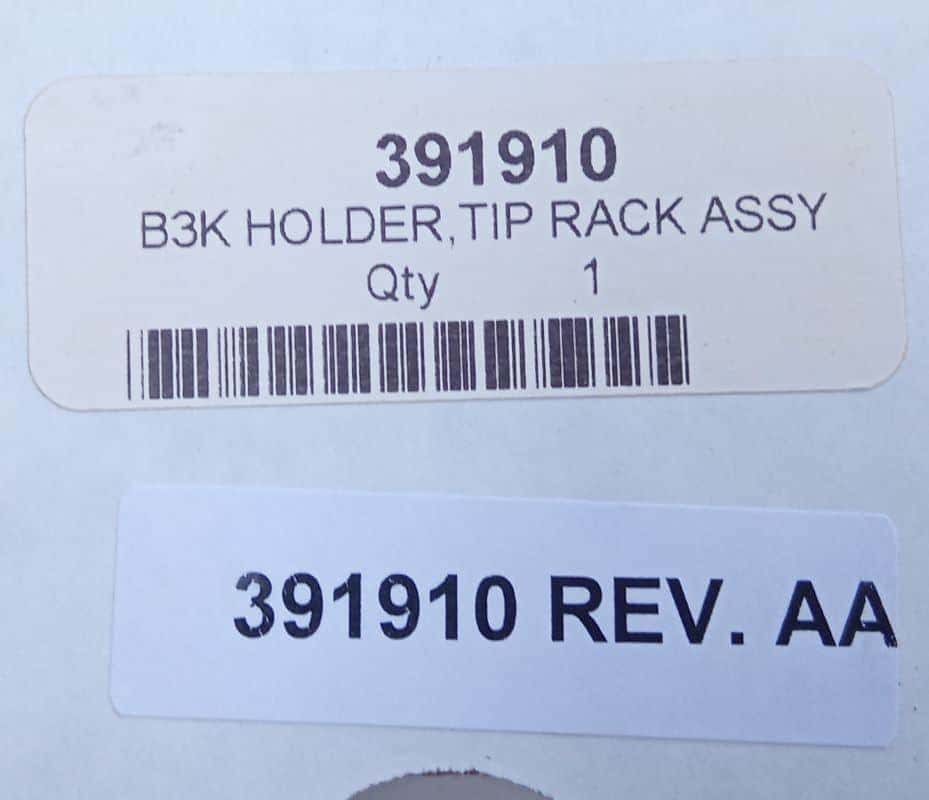 391910
B3K HOLDER,TIP RACK ASSY
Qty 1
391910 REV. AA